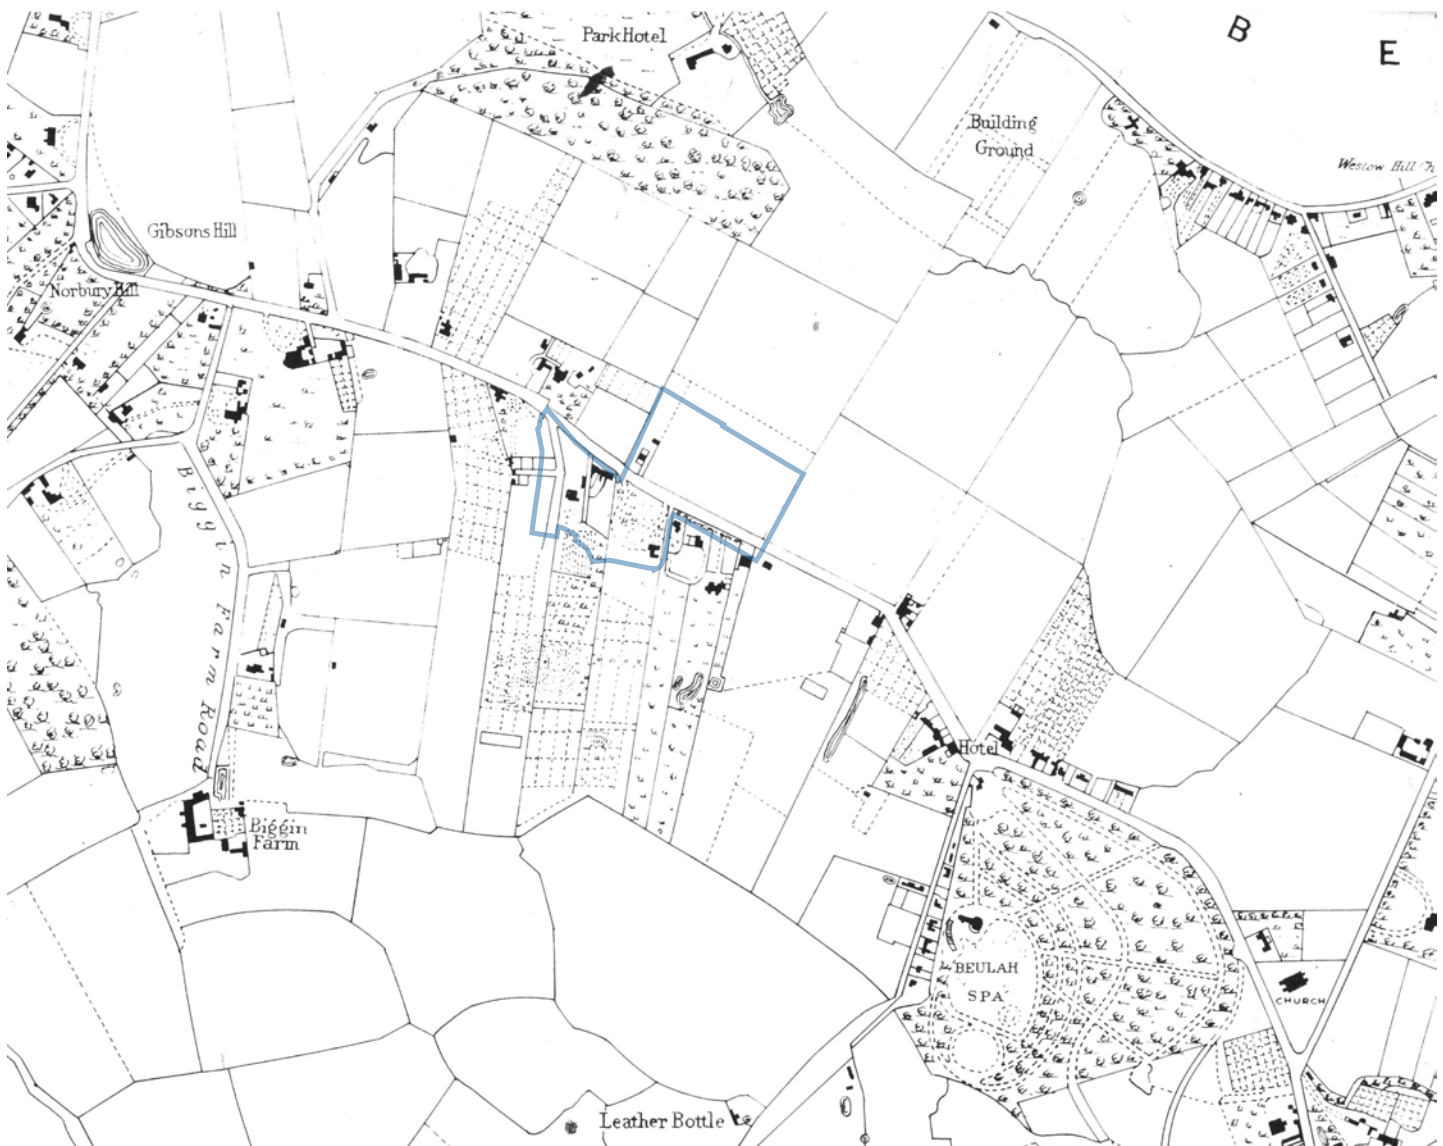 B
E
Park Hotel
Building
Ground
Westow Hill
Gibsons Hill
Norbury Hill
Biggin Farm Road
Hotel
Biggin
Farm
BEULAH
SPA
CHURCH
Leather Bottle